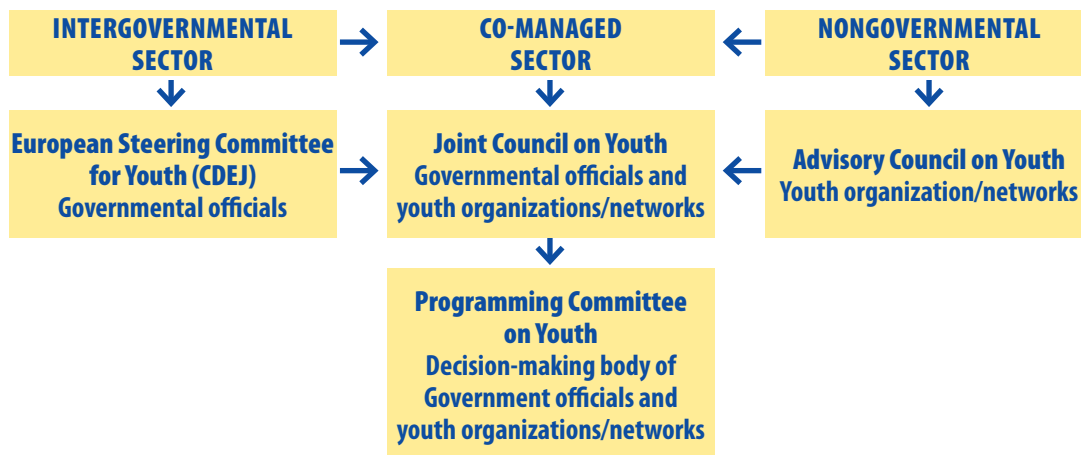 INTERGOVERNMENTAL
SECTOR
CO-MANAGED
SECTOR
NONGOVERNMENTAL
SECTOR
European Steering Committee
for Youth (CDEJ)
Governmental officials
Joint Council on Youth
Governmental officials and
youth organizations/networks
Advisory Council on Youth
Youth organization/networks
Programming Committee
on Youth
Decision-making body of
Government officials and
youth organizations/networks